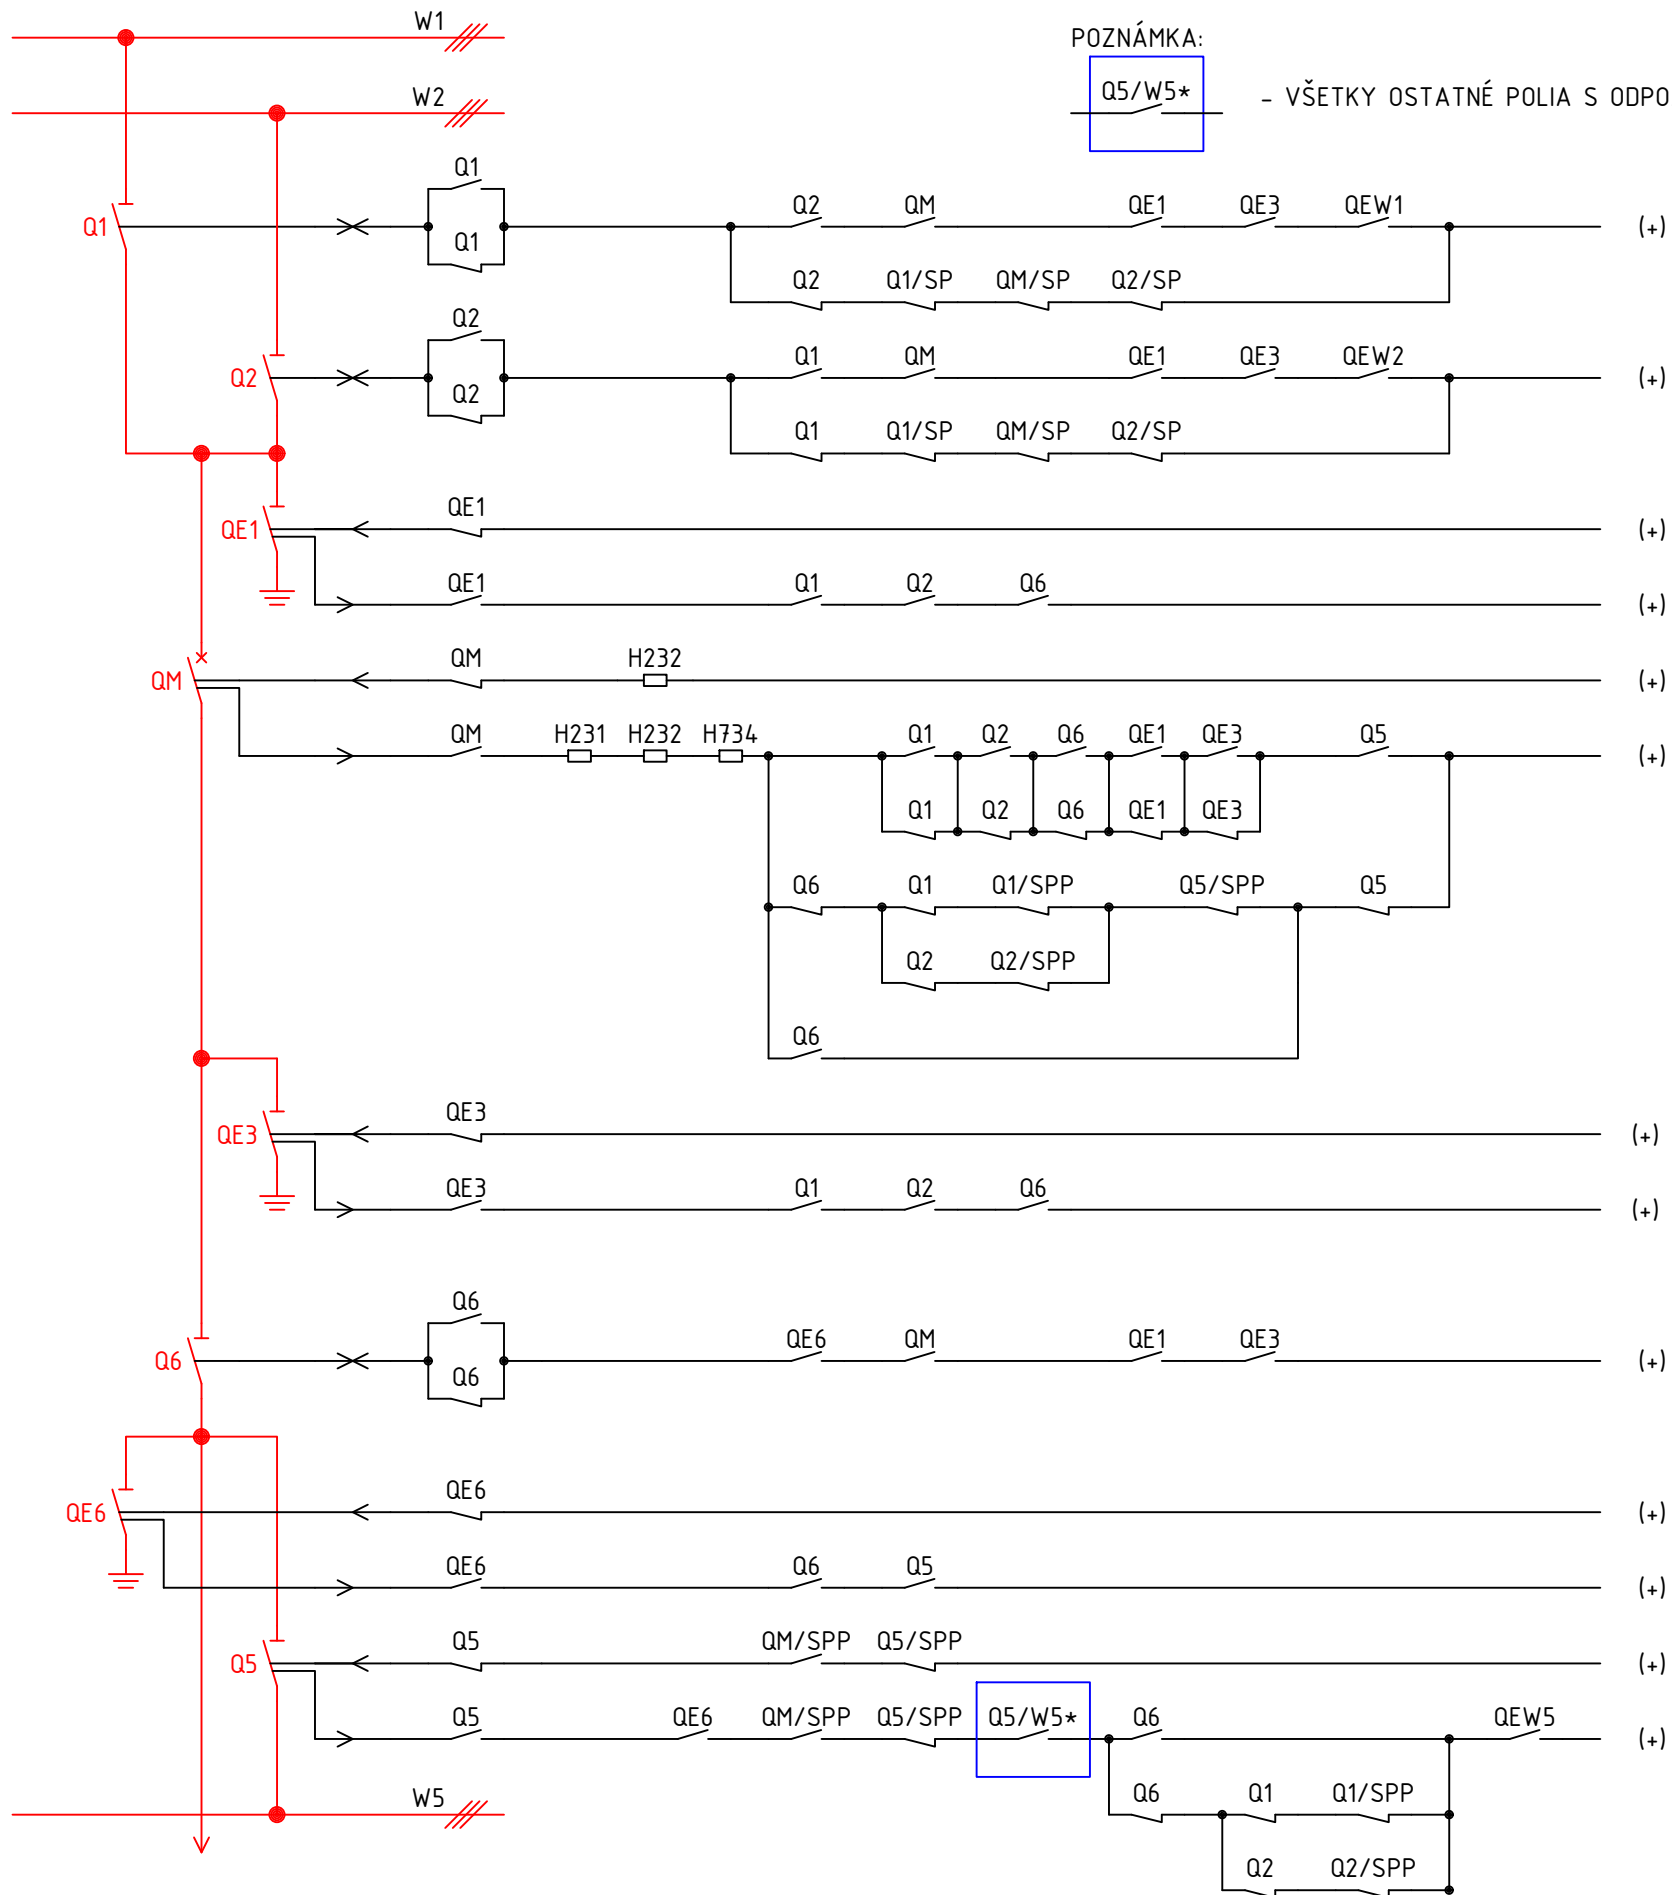 W1
POZNÁMKA:
W2 Q5/W5* - VŠETKY OSTATNÉ POLIA S ODPO
Q1
Q1 Q2 QM QE1 QE3 QEW1 (+)
Q1
Q2 Q1/SP QM/SP Q2/SP
Q2
Q2 Q1 QM QE1 QE3 QEW2 (+)
Q2
Q1 Q1/SP QM/SP Q2/SP
QE1
QE1 (+)
QE1 Q1 Q2 Q6 (+)
QM H232
QM (+)
QM H231 H232 H734 Q1 Q2 Q6 QE1 QE3 Q5 (+)
Q1 Q2 Q6 QE1 QE3
Q6 Q1 Q1/SPP Q5/SPP Q5
Q2 Q2/SPP
Q6
QE3
QE3 (+)
QE3 Q1 Q2 Q6 (+)
Q6
Q6 QE6 QM QE1 QE3 (+)
Q6
QE6
QE6 (+)
QE6 Q6 Q5 (+)
Q5 QM/SPP Q5/SPP
Q5 (+)
Q5 QE6 QM/SPP Q5/SPP Q5/W5* Q6 QEW5 (+)
W5 Q6 Q1 Q1/SPP
Q2 Q2/SPP